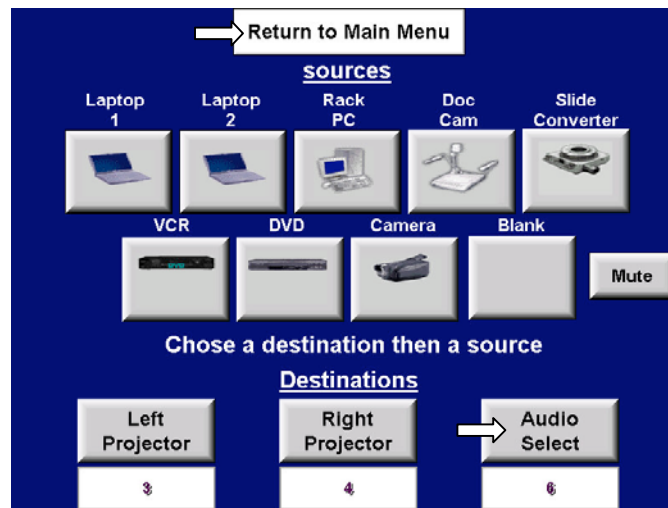 Return to Main Menu
sources
Laptop 1
Laptop 2
Rack PC
Doc Cam
Slide Converter
VCR
DVD
Camera
Blank
Mute
Chose a destination then a source
Destinations
Left Projector
Right Projector
Audio Select
3
4
6